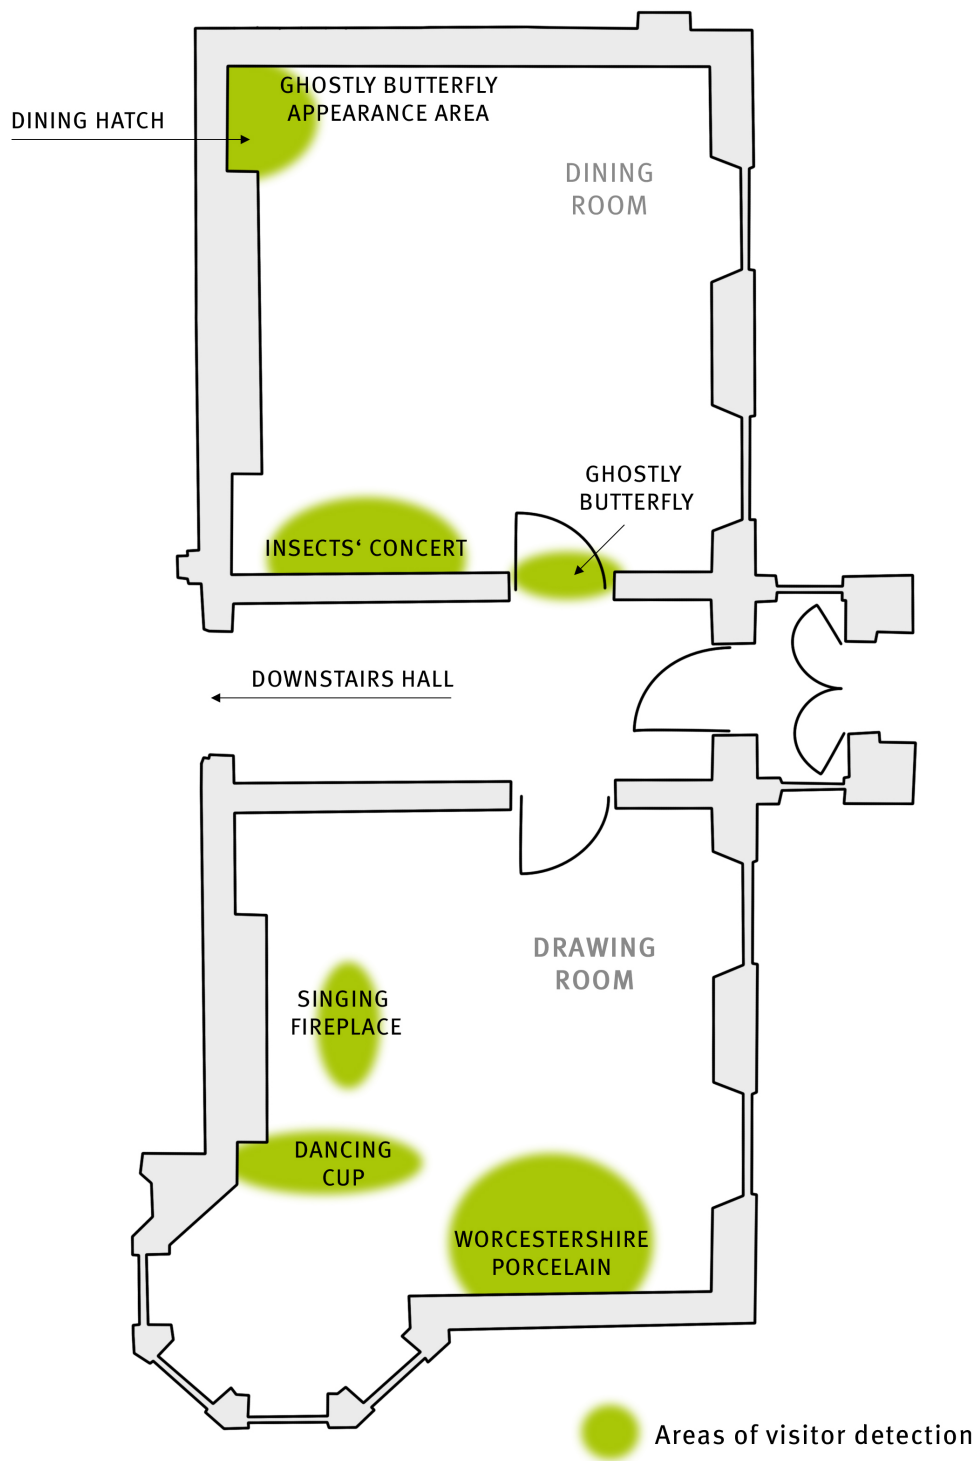 GHOSTLY BUTTERFLY
APPEARANCE AREA
DINING HATCH
DINING
ROOM
GHOSTLY
BUTTERFLY
INSECTS‘ CONCERT
DOWNSTAIRS HALL
DRAWING
ROOM
SINGING
FIREPLACE
DANCING
CUP
WORCESTERSHIRE
PORCELAIN
Areas of visitor detection